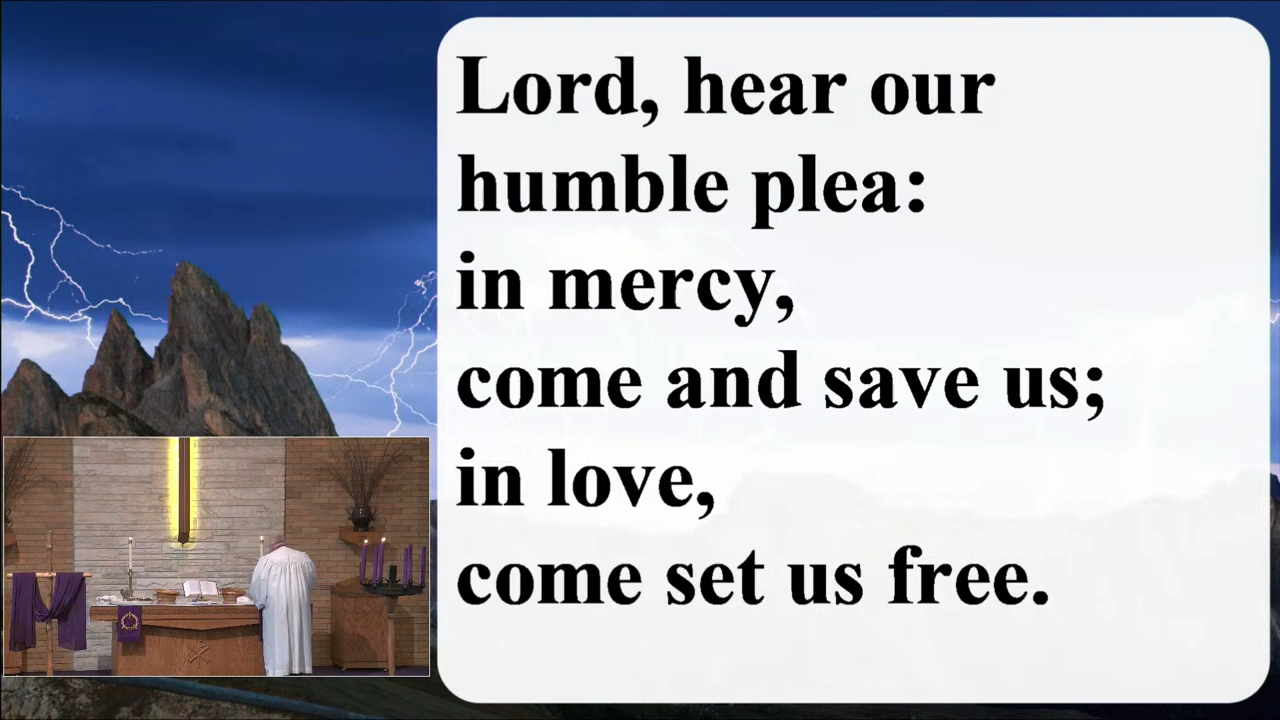 Lord, hear our
humble plea:
in mercy,
come and save us;
in love,
come set us free.